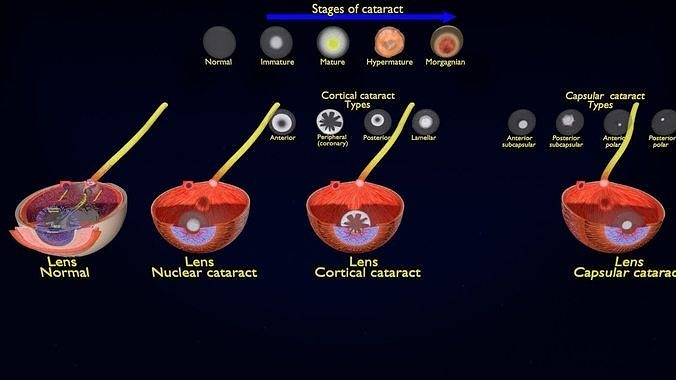 Stages of cataract
Normal
Immature
Mature
Hypermature
Morgagnian
Cortical cataract
Types
Anterior
Peripheral
(coronary)
Posterior
Lamellar
Capsular cataract
Types
Anterior
subcapsular
Posterior
subcapsular
Anterior
polar
Posterior
polar
Lens
Normal
Lens
Nuclear cataract
Lens
Cortical cataract
Lens
Capsular catarac